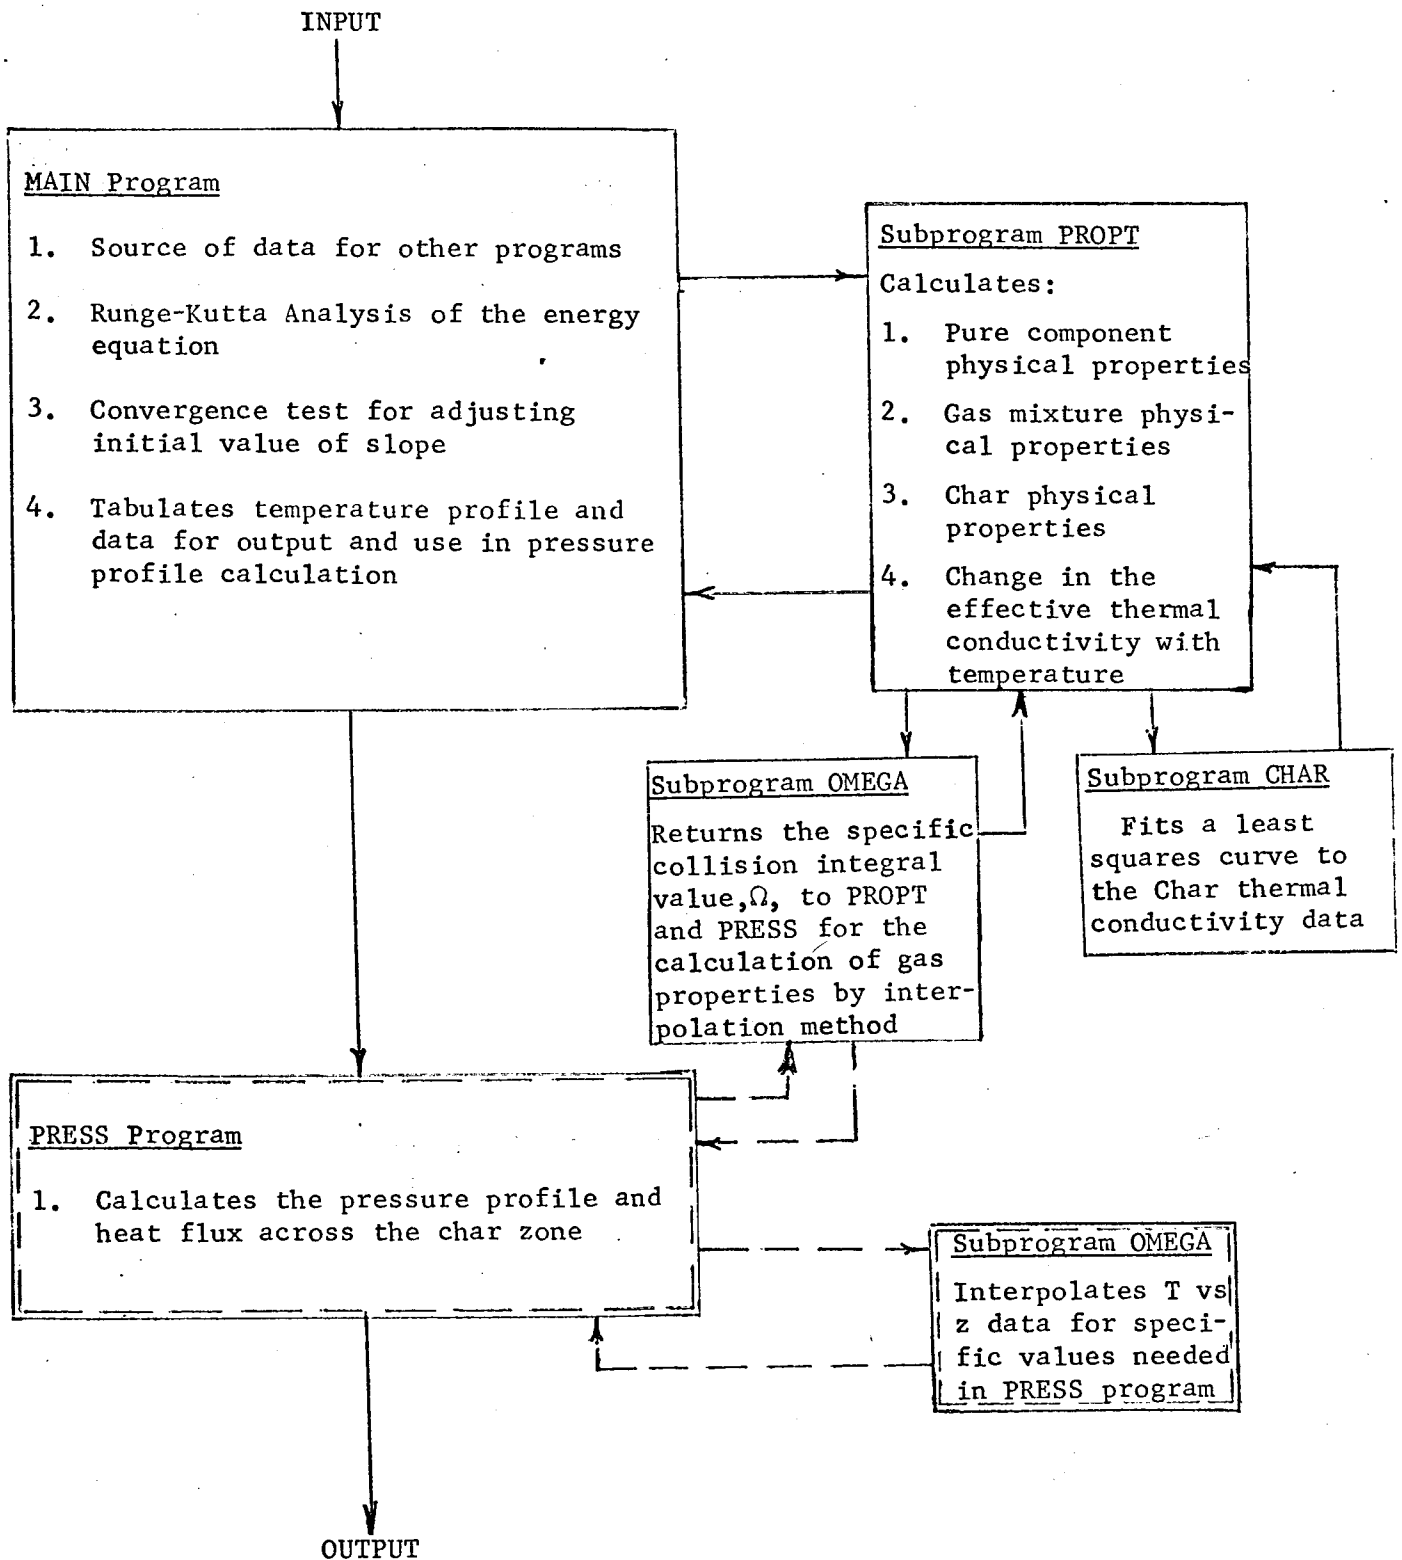 INPUT
MAIN Program
1. Source of data for other programs
2. Runge-Kutta Analysis of the energy
equation
3. Convergence test for adjusting
initial value of slope
4. Tabulates temperature profile and
data for output and use in pressure
profile calculation
Subprogram PROPT
Calculates:
1. Pure component
physical properties
2. Gas mixture physi-
cal properties
3. Char physical
properties
4. Change in the
effective thermal
conductivity with
temperature
Subprogram OMEGA
Returns the specific
collision integral
value,Ω, to PROPT
and PRESS for the
calculation of gas
properties by inter-
polation method
Subprogram CHAR
Fits a least
squares curve to
the Char thermal
conductivity data
PRESS Program
1. Calculates the pressure profile and
heat flux across the char zone
Subprogram OMEGA
Interpolates T vs
z data for speci-
fic values needed
in PRESS program
OUTPUT